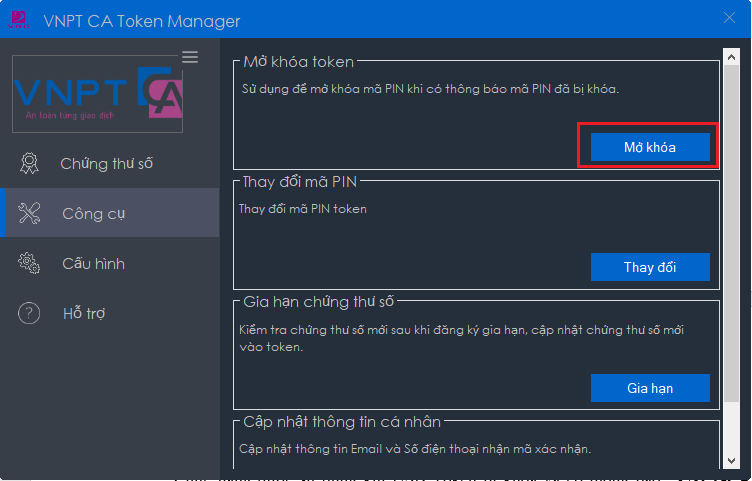 VNPT CA Token Manager
VNPT CA
An toàn từng giao dịch
Chứng thư số
Công cụ
Cấu hình
Hỗ trợ
Mở khóa token
Sử dụng để mở khóa mã PIN khi có thông báo mã PIN đã bị khóa.
Mở khóa
Thay đổi mã PIN
Thay đổi mã PIN token
Thay đổi
Gia hạn chứng thư số
Kiểm tra chứng thư số mới sau khi đăng ký gia hạn, cập nhật chứng thư số mới
vào token.
Gia hạn
Cập nhật thông tin cá nhân
Cập nhật thông tin Email và Số điện thoại nhận mã xác nhận.